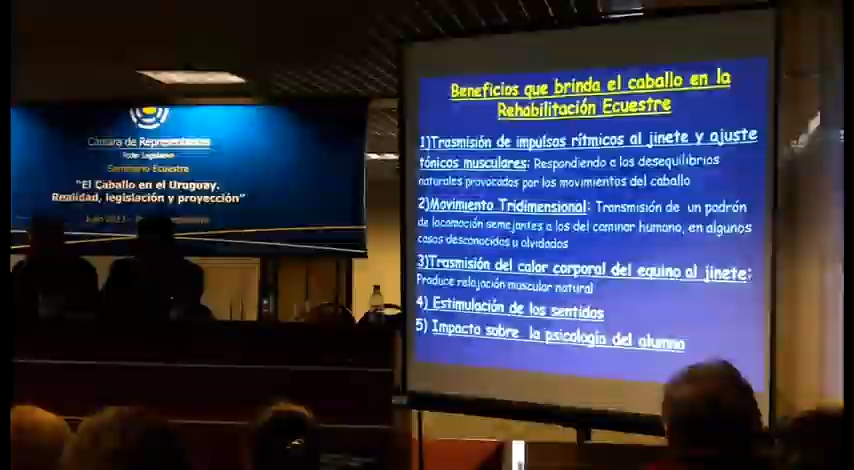 Cámara de Representantes
Poder Legislativo
Seminario Ecuestre
"El Caballo en el Uruguay.
Realidad, legislación y proyección"
Beneficios que brinda el caballo en la
Rehabilitación Ecuestre
1)Trasmisión de impulsos rítmicos al jinete y ajuste
tónicos musculares: Respondiendo a los desequilibrios
naturales provocados por los movimientos del caballo
2)Movimiento Tridimensional: Transmisión de un padrón
de locomoción semejantes a los del caminar humano, en algunos
casos desconocidos u olvidados
3)Trasmisión del calor corporal del equino al jinete:
Produce relajación muscular natural
4) Estimulación de los sentidos
5) Impacto sobre la psicología del alumno